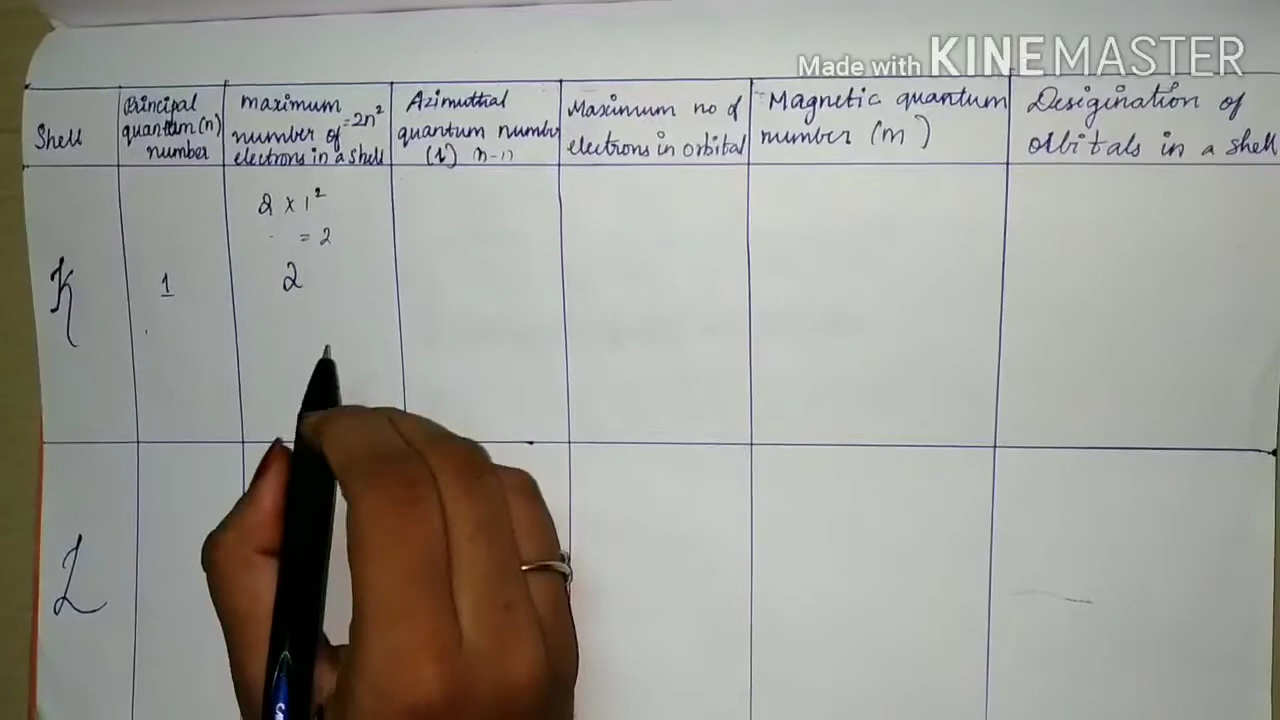 Made with KINEMASTER
Shell
Principal
quantum (n)
number
maximum
number of =2n²
electrons in a shell
Azimuthal
quantum number
(l) n-1)
Maximum no of
electrons in orbital
Magnetic quantum
number (m)
Desigination of
orbitals in a shell
K
1
2 x 1²
= 2
2
L